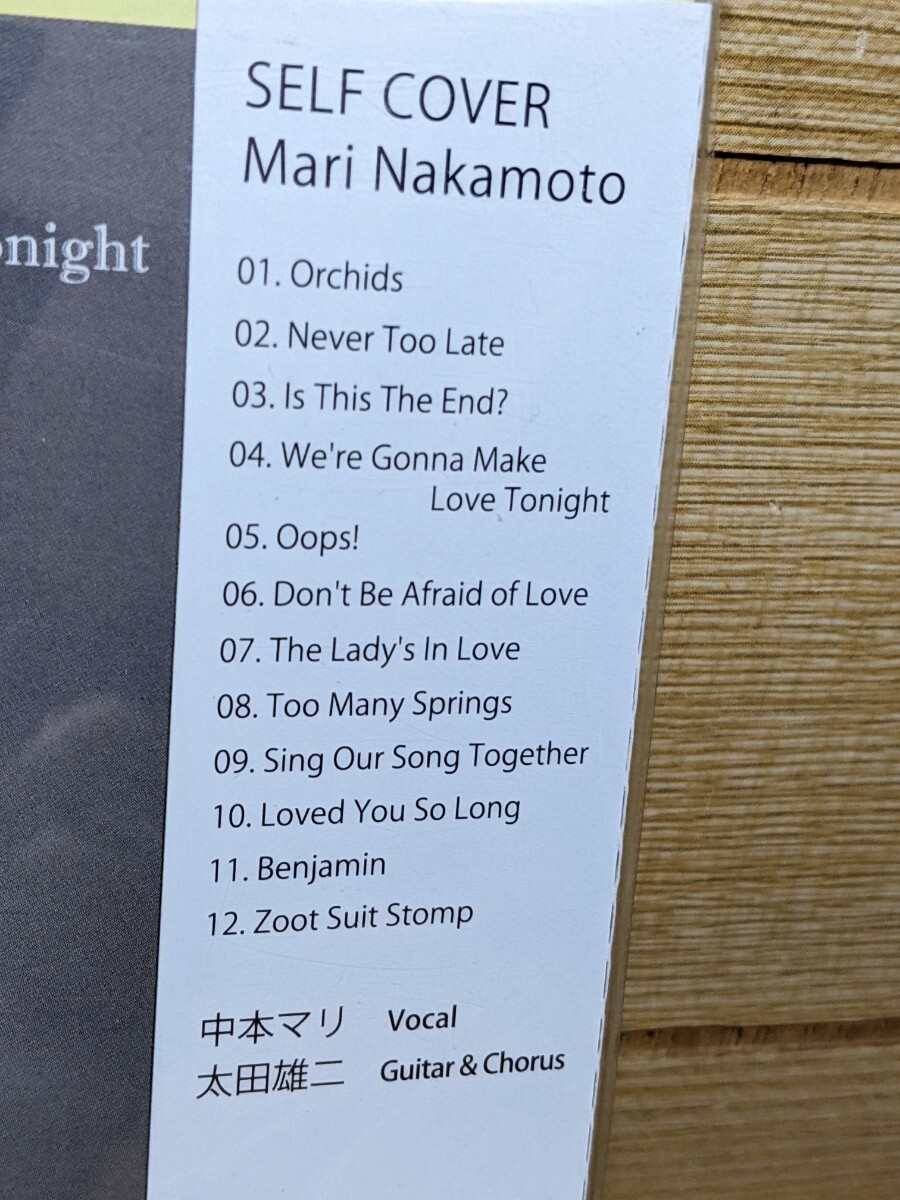 SELF COVER
Mari Nakamoto
01. Orchids
02. Never Too Late
03. Is This The End?
04. We're Gonna Make
Love Tonight
05. Oops!
06. Don't Be Afraid of Love
07. The Lady's In Love
08. Too Many Springs
09. Sing Our Song Together
10. Loved You So Long
11. Benjamin
12. Zoot Suit Stomp
中本マリ Vocal
太田雄二 Guitar & Chorus